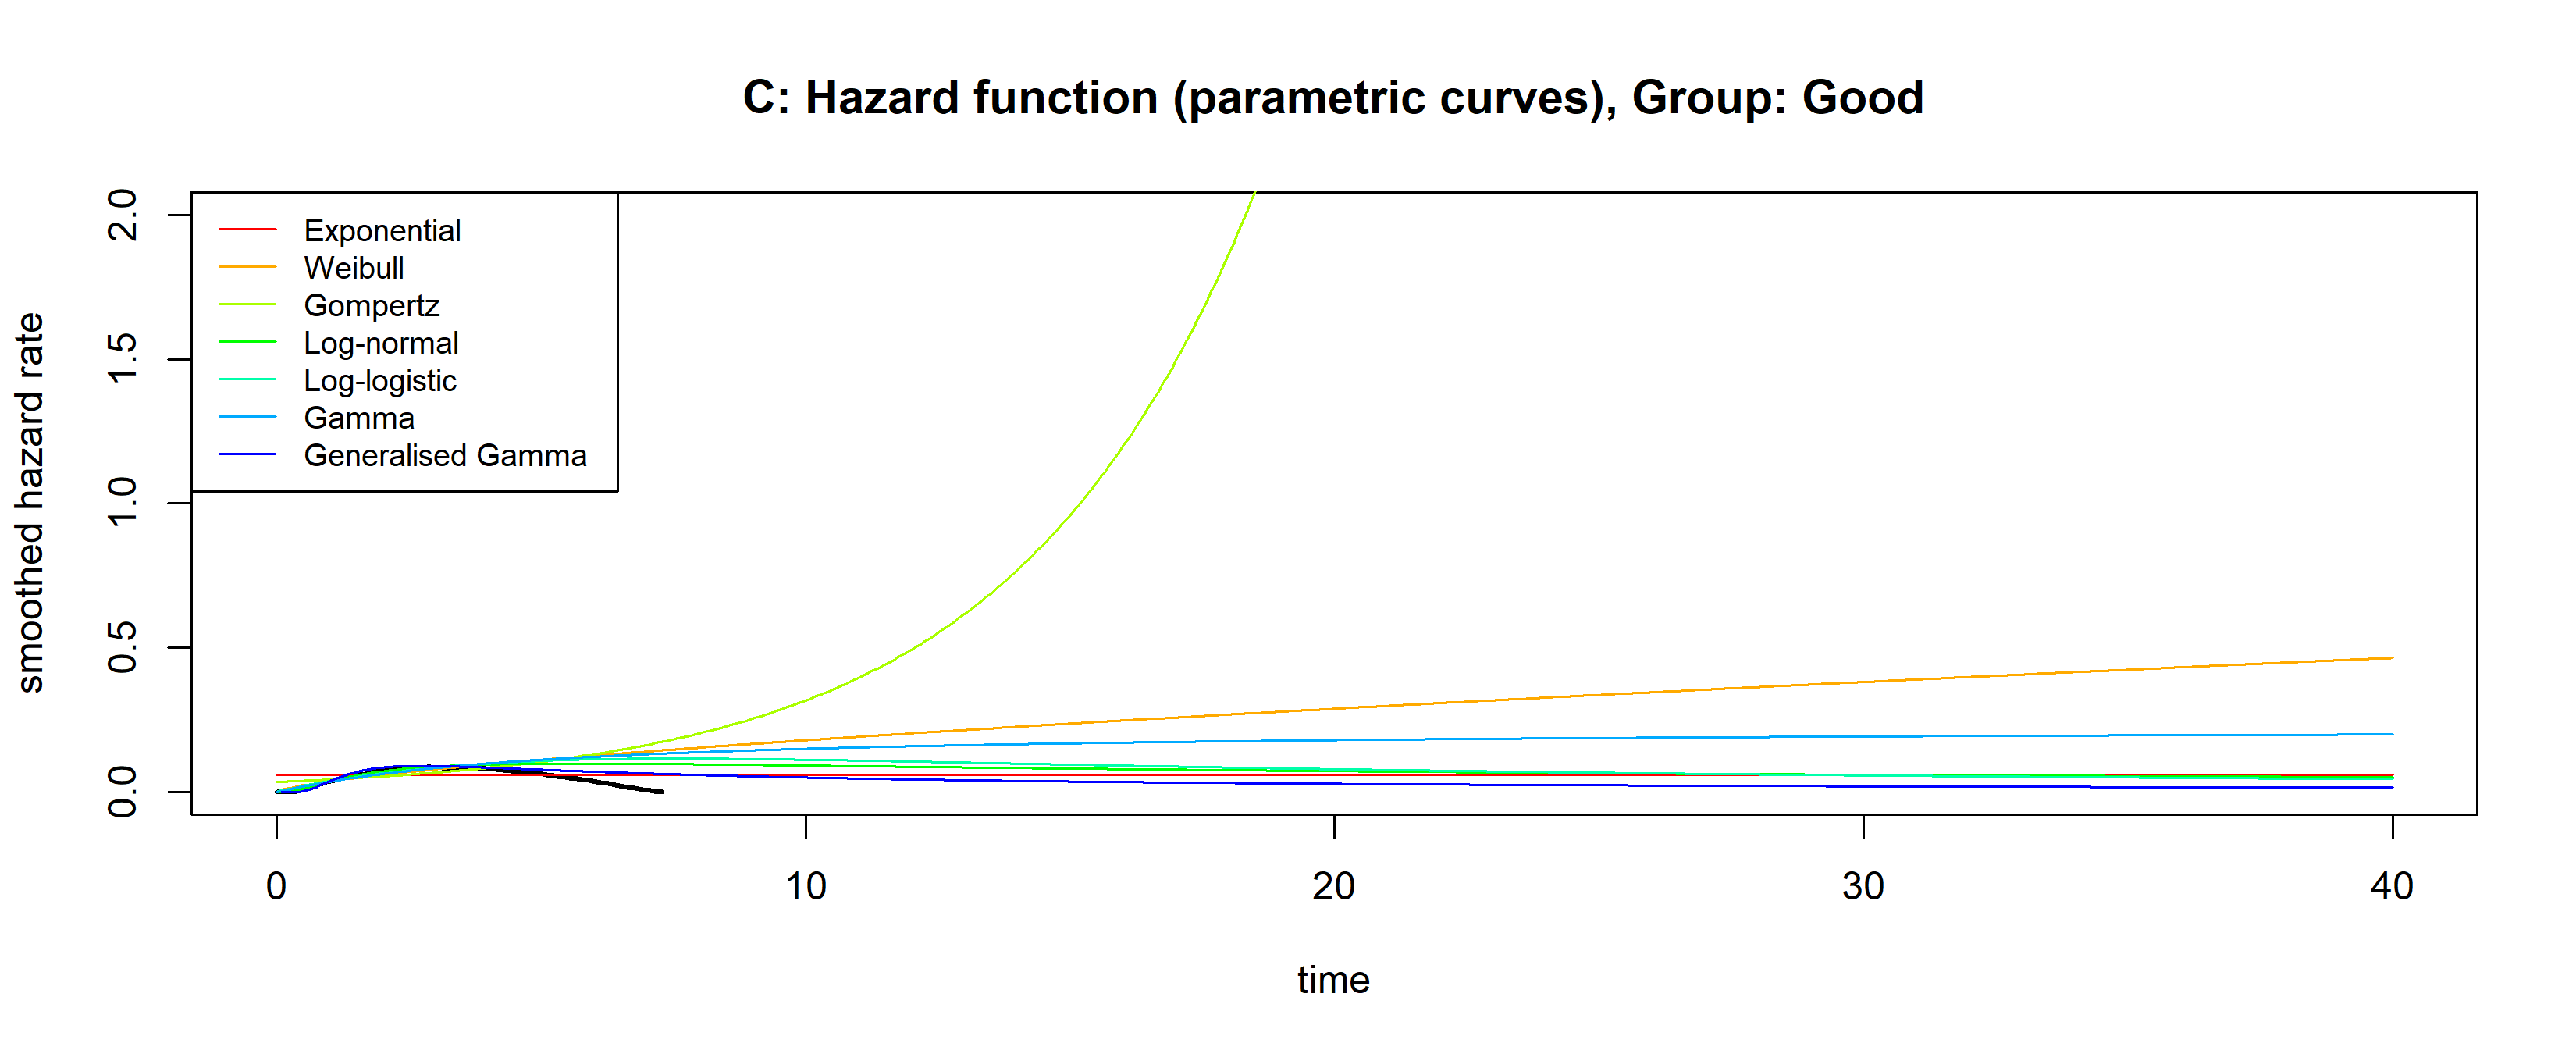 C: Hazard function (parametric curves), Group: Good
smoothed hazard rate
2.0
1.5
1.0
0.5
0.0
Exponential
Weibull
Gompertz
Log-normal
Log-logistic
Gamma
Generalised Gamma
0 10 20 30 40
time